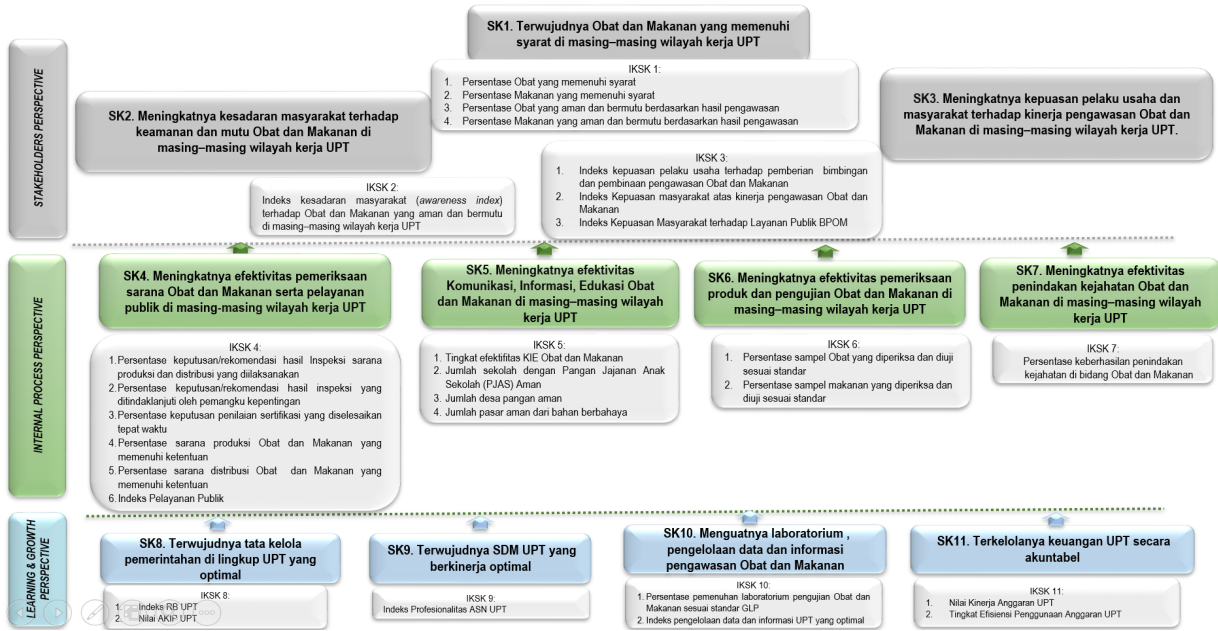 STAKEHOLDERS PERSPECTIVE
SK1. Terwujudnya Obat dan Makanan yang memenuhi
syarat di masing–masing wilayah kerja UPT
IKSK 1:
1. Persentase Obat yang memenuhi syarat
2. Persentase Makanan yang memenuhi syarat
3. Persentase Obat yang aman dan bermutu berdasarkan hasil pengawasan
4. Persentase Makanan yang aman dan bermutu berdasarkan hasil pengawasan
SK2. Meningkatnya kesadaran masyarakat terhadap
keamanan dan mutu Obat dan Makanan di
masing–masing wilayah kerja UPT
IKSK 2:
Indeks kesadaran masyarakat (awareness index)
terhadap Obat dan Makanan yang aman dan bermutu
di masing–masing wilayah kerja UPT
SK3. Meningkatnya kepuasan pelaku usaha dan
masyarakat terhadap kinerja pengawasan Obat dan
Makanan di masing–masing wilayah kerja UPT.
IKSK 3:
1. Indeks kepuasan pelaku usaha terhadap pemberian bimbingan
dan pembinaan pengawasan Obat dan Makanan
2. Indeks Kepuasan masyarakat atas kinerja pengawasan Obat dan
Makanan
3. Indeks Kepuasan Masyarakat terhadap Layanan Publik BPOM
INTERNAL PROCESS PERSPECTIVE
SK4. Meningkatnya efektivitas pemeriksaan
sarana Obat dan Makanan serta pelayanan
publik di masing-masing wilayah kerja UPT
IKSK 4:
1. Persentase keputusan/rekomendasi hasil Inspeksi sarana
produksi dan distribusi yang dilaksanakan
2. Persentase keputusan/rekomendasi hasil inspeksi yang
ditindaklanjuti oleh pemangku kepentingan
3. Persentase keputusan penilaian sertifikasi yang diselesaikan
tepat waktu
4. Persentase sarana produksi Obat dan Makanan yang
memenuhi ketentuan
5. Persentase sarana distribusi Obat dan Makanan yang
memenuhi ketentuan
6. Indeks Pelayanan Publik
SK5. Meningkatnya efektivitas
Komunikasi, Informasi, Edukasi Obat
dan Makanan di masing–masing wilayah
kerja UPT
IKSK 5:
1. Tingkat efektifitas KIE Obat dan Makanan
2. Jumlah sekolah dengan Pangan Jajanan Anak
Sekolah (PJAS) Aman
3. Jumlah desa pangan aman
4. Jumlah pasar aman dari bahan berbahaya
SK6. Meningkatnya efektivitas pemeriksaan
produk dan pengujian Obat dan Makanan di
masing–masing wilayah kerja UPT
IKSK 6:
1. Persentase sampel Obat yang diperiksa dan diuji
sesuai standar
2. Persentase sampel makanan yang diperiksa dan
diuji sesuai standar
SK7. Meningkatnya efektivitas
penindakan kejahatan Obat dan
Makanan di masing–masing wilayah
kerja UPT
IKSK 7:
Persentase keberhasilan penindakan
kejahatan di bidang Obat dan Makanan
LEARNING & GROWTH
PERSPECTIVE
SK8. Terwujudnya tata kelola
pemerintahan di lingkup UPT yang
optimal
IKSK 8:
1. Indeks RB UPT
2. Nilai AKIP UPT
SK9. Terwujudnya SDM UPT yang
berkinerja optimal
IKSK 9:
Indeks Profesionalitas ASN UPT
SK10. Menguatnya laboratorium ,
pengelolaan data dan informasi
pengawasan Obat dan Makanan
IKSK 10:
1. Persentase pemenuhan laboratorium pengujian Obat dan
Makanan sesuai standar GLP
2. Indeks pengelolaan data dan informasi UPT yang optimal
SK11. Terkelolanya keuangan UPT secara
akuntabel
IKSK 11:
1. Nilai Kinerja Anggaran UPT
2. Tingkat Efisiensi Penggunaan Anggaran UPT